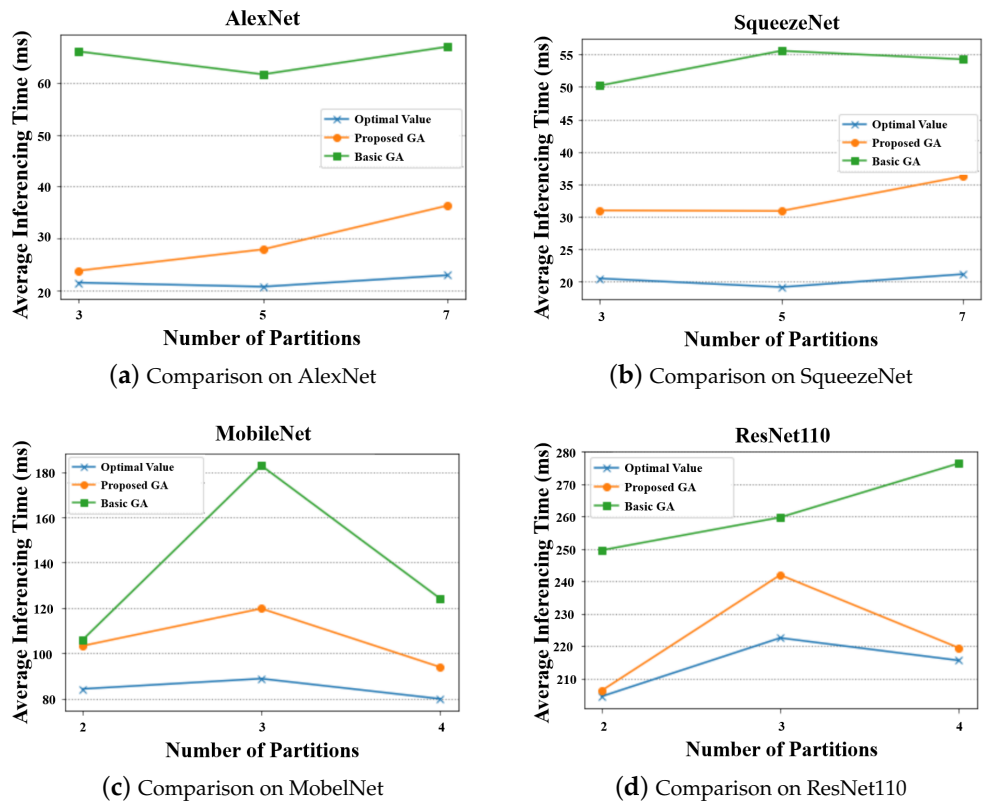 AlexNet
Average Inferencing Time (ms)
60
50
40
30
20
Optimal Value
Proposed GA
Basic GA
3 5 7
Number of Partitions
(a) Comparison on AlexNet
SqueezeNet
Average Inferencing Time (ms)
55
50
45
40
35
30
25
20
Optimal Value
Proposed GA
Basic GA
3 5 7
Number of Partitions
(b) Comparison on SqueezeNet
MobileNet
Average Inferencing Time (ms)
180
160
140
120
100
80
Optimal Value
Proposed GA
Basic GA
2 3 4
Number of Partitions
(c) Comparison on MobelNet
ResNet110
Average Inferencing Time (ms)
280
270
260
250
240
230
220
210
Optimal Value
Proposed GA
Basic GA
2 3 4
Number of Partitions
(d) Comparison on ResNet110